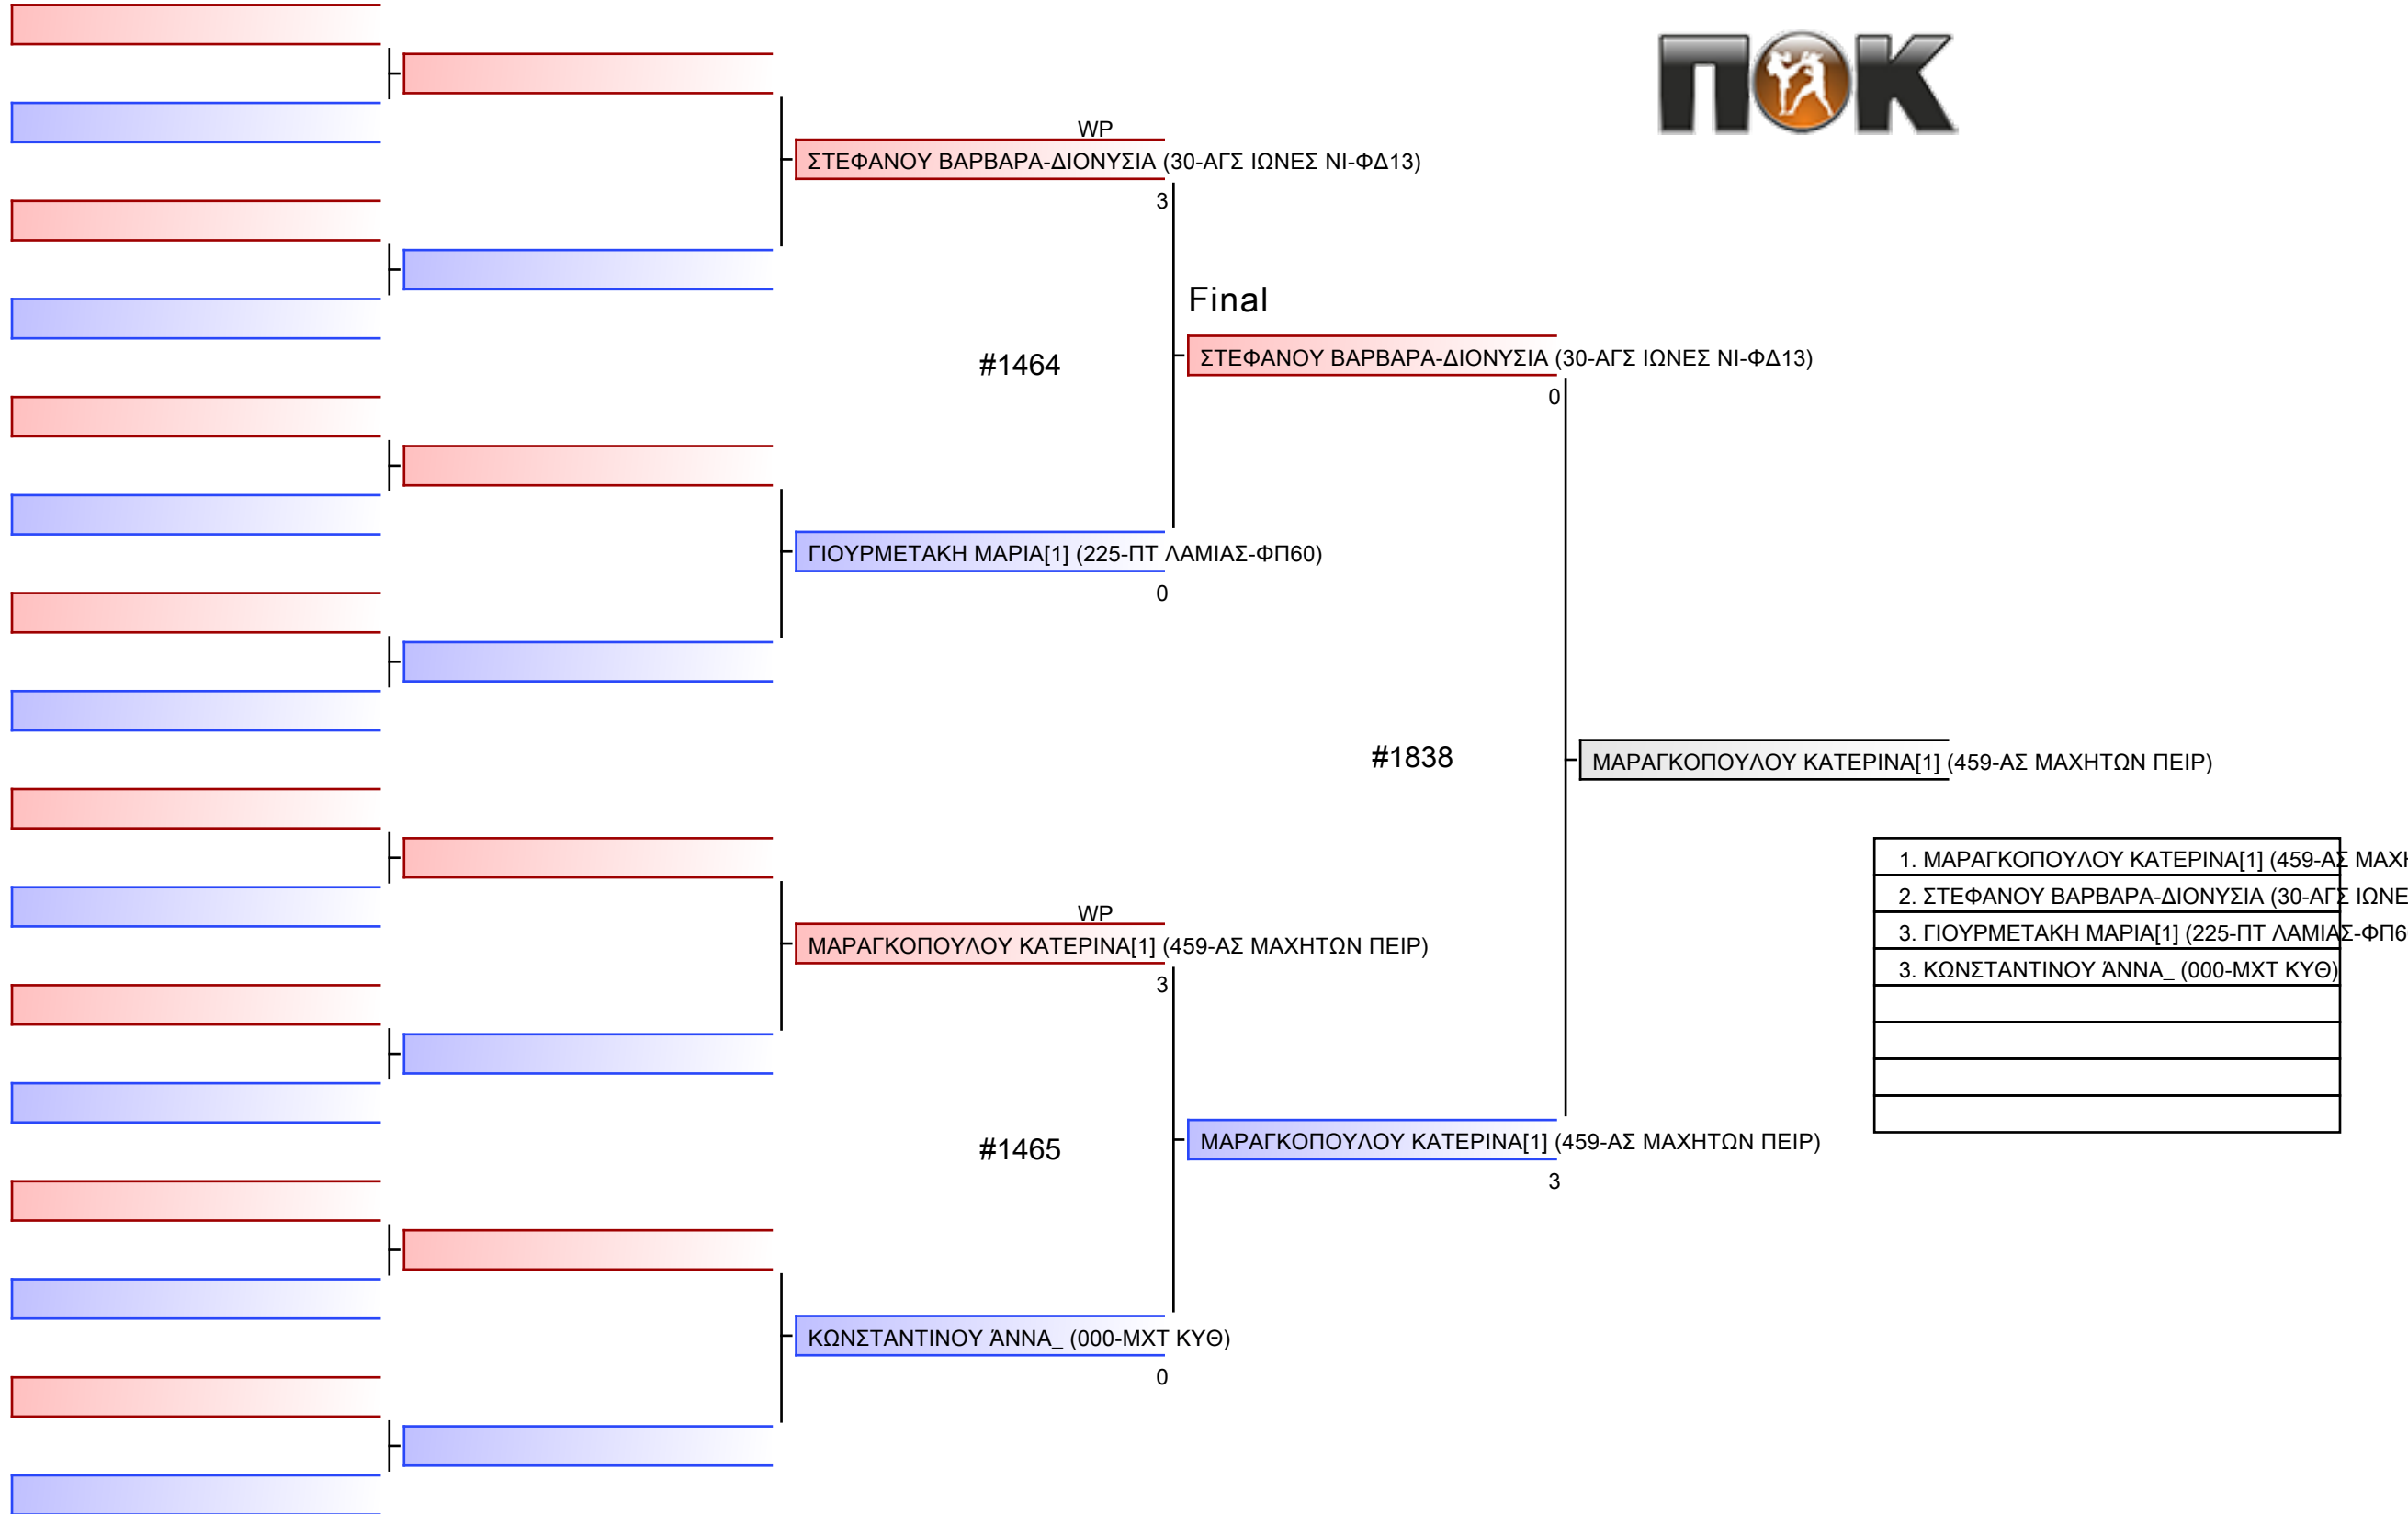 ΠΟΚ
WP
ΣΤΕΦΑΝΟΥ ΒΑΡΒΑΡΑ-ΔΙΟΝΥΣΙΑ (30-ΑΓΣ ΙΩΝΕΣ ΝΙ-ΦΔ13)
3
Final
#1464
ΣΤΕΦΑΝΟΥ ΒΑΡΒΑΡΑ-ΔΙΟΝΥΣΙΑ (30-ΑΓΣ ΙΩΝΕΣ ΝΙ-ΦΔ13)
0
ΓΙΟΥΡΜΕΤΑΚΗ ΜΑΡΙΑ[1] (225-ΠΤ ΛΑΜΙΑΣ-ΦΠ60)
0
#1838
ΜΑΡΑΓΚΟΠΟΥΛΟΥ ΚΑΤΕΡΙΝΑ[1] (459-ΑΣ ΜΑΧΗΤΩΝ ΠΕΙΡ)
1. ΜΑΡΑΓΚΟΠΟΥΛΟΥ ΚΑΤΕΡΙΝΑ[1] (459-ΑΣ ΜΑΧΗ
2. ΣΤΕΦΑΝΟΥ ΒΑΡΒΑΡΑ-ΔΙΟΝΥΣΙΑ (30-ΑΓΣ ΙΩΝΕ
3. ΓΙΟΥΡΜΕΤΑΚΗ ΜΑΡΙΑ[1] (225-ΠΤ ΛΑΜΙΑΣ-ΦΠ6
3. ΚΩΝΣΤΑΝΤΙΝΟΥ ΆΝΝΑ_ (000-ΜΧΤ ΚΥΘ)
WP
ΜΑΡΑΓΚΟΠΟΥΛΟΥ ΚΑΤΕΡΙΝΑ[1] (459-ΑΣ ΜΑΧΗΤΩΝ ΠΕΙΡ)
3
#1465
ΜΑΡΑΓΚΟΠΟΥΛΟΥ ΚΑΤΕΡΙΝΑ[1] (459-ΑΣ ΜΑΧΗΤΩΝ ΠΕΙΡ)
3
ΚΩΝΣΤΑΝΤΙΝΟΥ ΆΝΝΑ_ (000-ΜΧΤ ΚΥΘ)
0